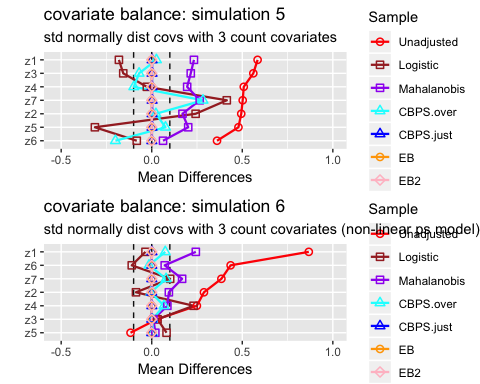 covariate balance: simulation 5
std normally dist covs with 3 count covariates
z1
z3
z4
z7
z2
z5
z6
-0.5
0.0
0.5
1.0
Mean Differences
Sample
Unadjusted
Logistic
Mahalanobis
CBPS.over
CBPS.just
EB
EB2
covariate balance: simulation 6
std normally dist covs with 3 count covariates (non-linear ps model)
z1
z6
z7
z2
z4
z3
z5
-0.5
0.0
0.5
1.0
Mean Differences
Sample
Unadjusted
Logistic
Mahalanobis
CBPS.over
CBPS.just
EB
EB2